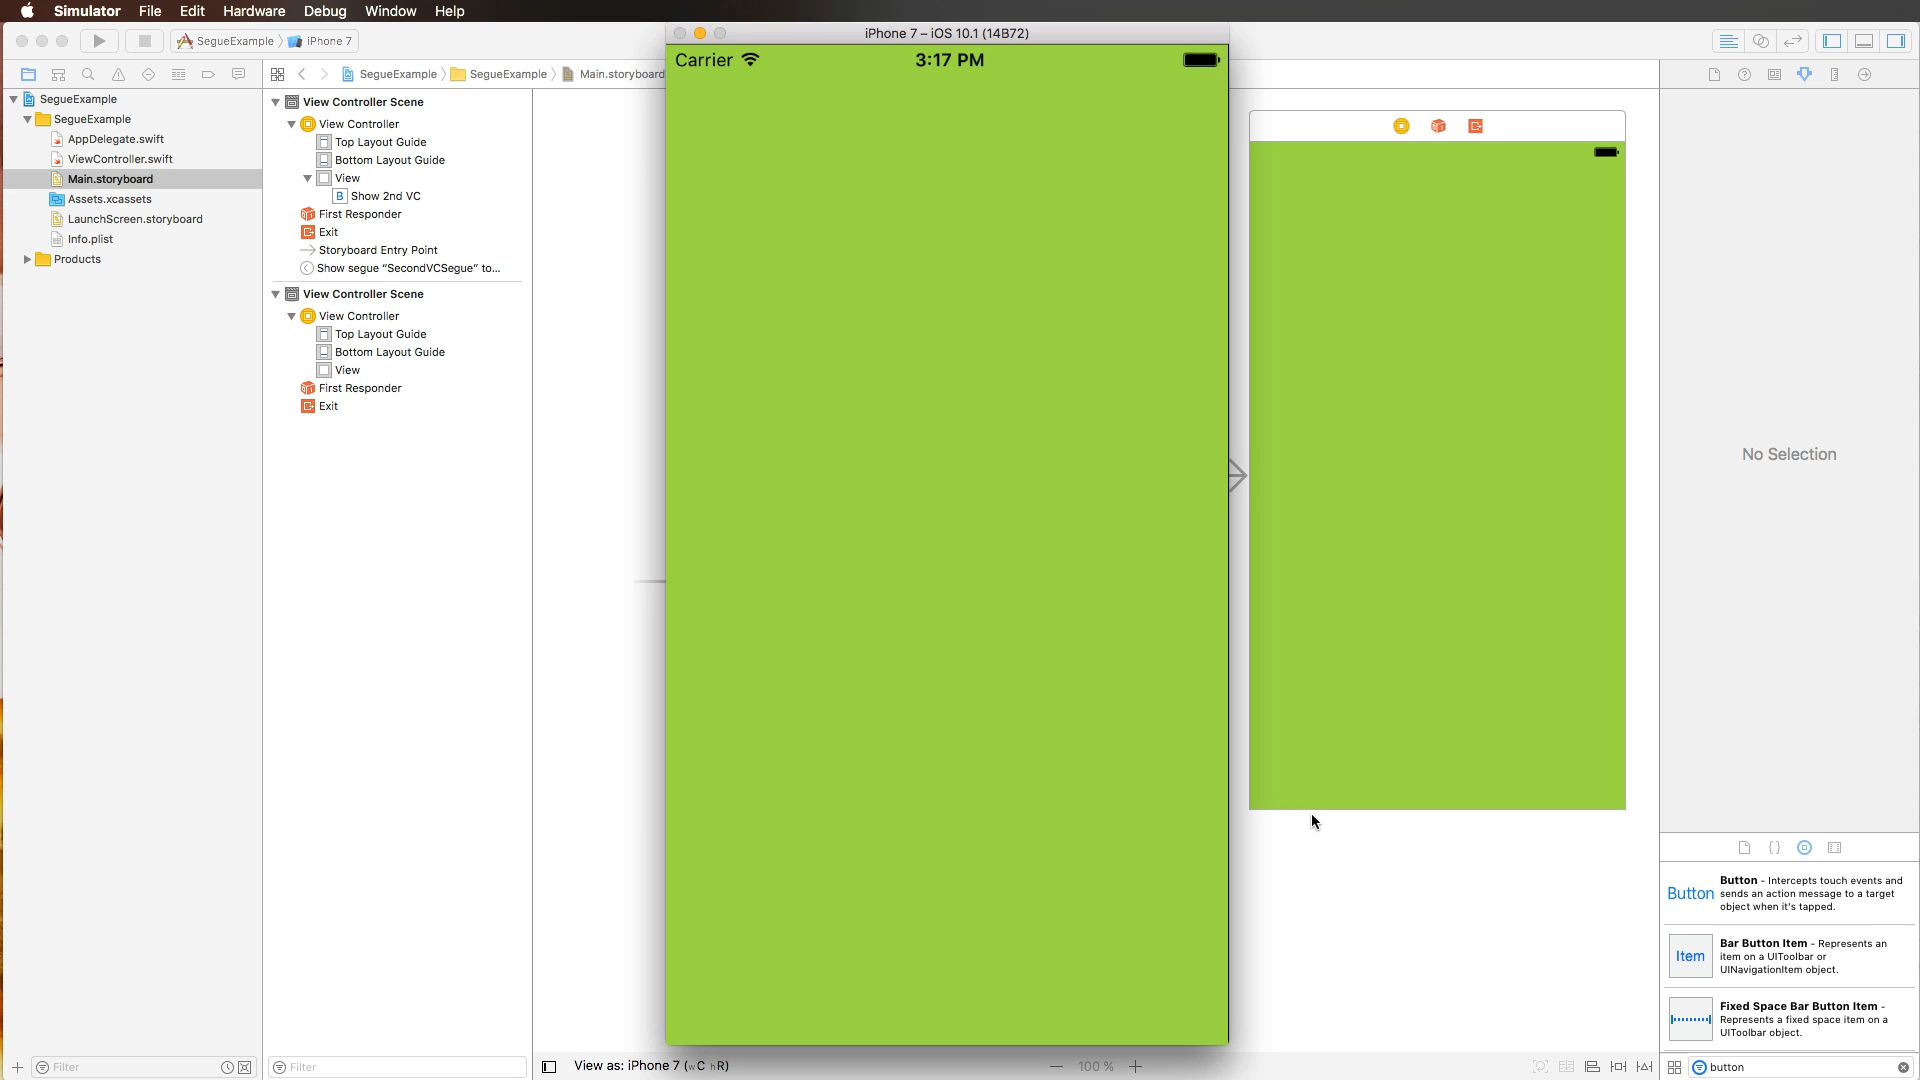 Simulator File Edit Hardware Debug Window Help
SegueExample iPhone 7
iPhone 7 – iOS 10.1 (14B72)
SegueExample SegueExample Main.storyboard
Carrier 3:17 PM
SegueExample
SegueExample
AppDelegate.swift
ViewController.swift
Main.storyboard
Assets.xcassets
LaunchScreen.storyboard
Info.plist
Products
View Controller Scene
View Controller
Top Layout Guide
Bottom Layout Guide
View
B Show 2nd VC
First Responder
Exit
Storyboard Entry Point
Show segue “SecondVCSegue” to...
View Controller Scene
View Controller
Top Layout Guide
Bottom Layout Guide
View
First Responder
Exit
No Selection
Button
Button - Intercepts touch events and
sends an action message to a target
object when it's tapped.
Item
Bar Button Item - Represents an
item on a UIToolbar or
UINavigationItem object.
Fixed Space Bar Button Item -
Represents a fixed space item on a
UIToolbar object.
Filter
Filter
View as: iPhone 7 (wC hR)
100 %
button